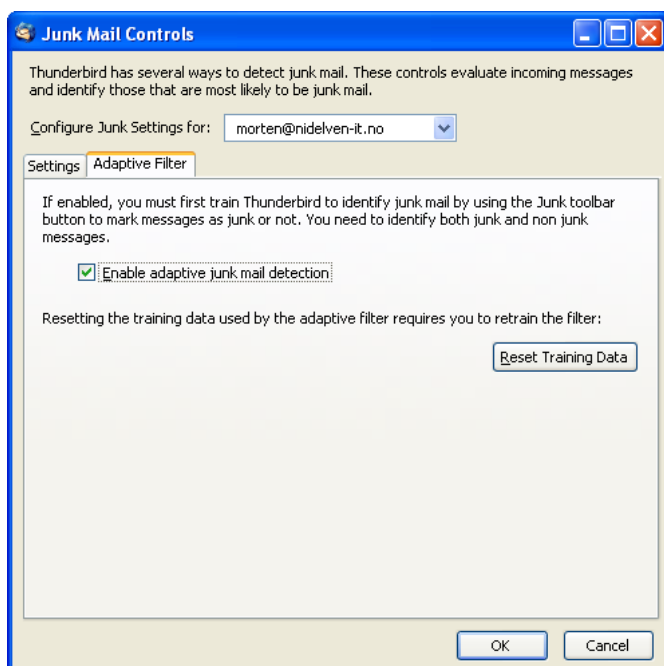 Junk Mail Controls
Thunderbird has several ways to detect junk mail. These controls evaluate incoming messages
and identify those that are most likely to be junk mail.
Configure Junk Settings for: morten@nidelven-it.no
Settings Adaptive Filter
If enabled, you must first train Thunderbird to identify junk mail by using the Junk toolbar
button to mark messages as junk or not. You need to identify both junk and non junk
messages.
Enable adaptive junk mail detection
Resetting the training data used by the adaptive filter requires you to retrain the filter:
Reset Training Data
OK Cancel